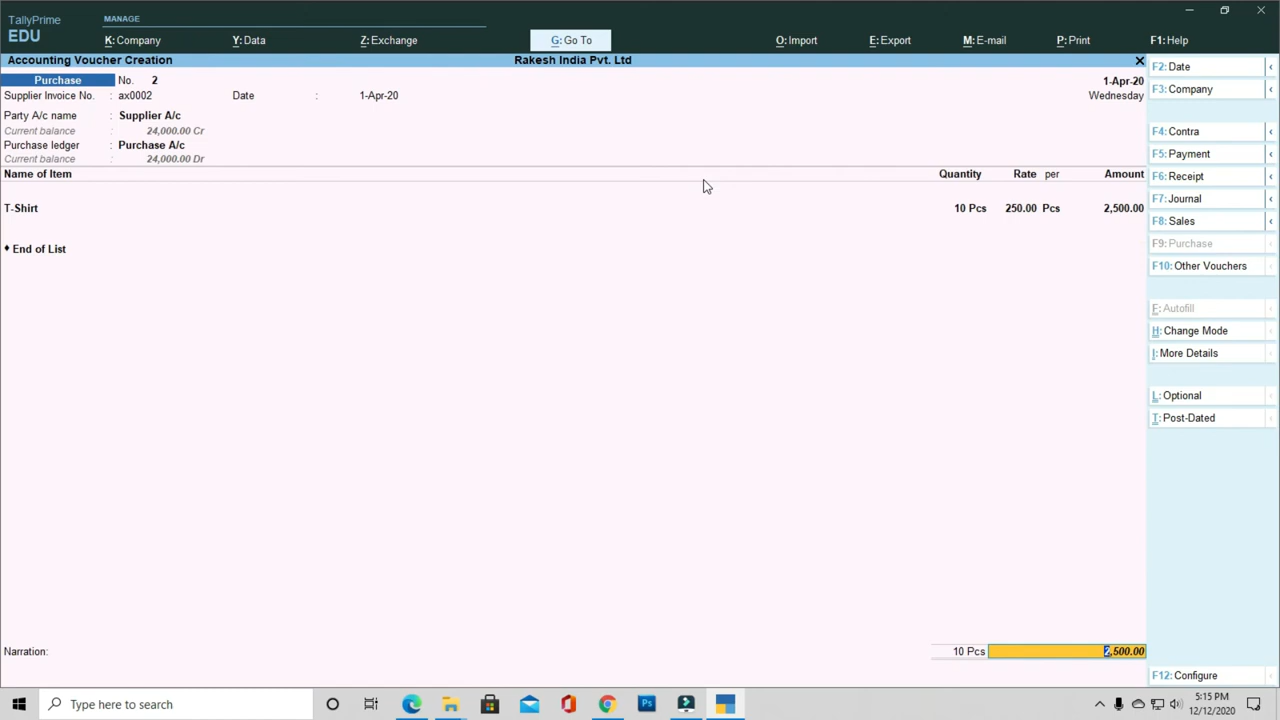 TallyPrime
EDU
MANAGE
K: Company
Y: Data
Z: Exchange
G: Go To
O: Import
E: Export
M: E-mail
P: Print
F1: Help
Accounting Voucher Creation
Rakesh India Pvt. Ltd
Purchase No. 2
1-Apr-20
Supplier Invoice No. : ax0002 Date : 1-Apr-20
Wednesday
Party A/c name : Supplier A/c
Current balance : 24,000.00 Cr
Purchase ledger : Purchase A/c
Current balance : 24,000.00 Dr
Name of Item Quantity Rate per Amount
T-Shirt 10 Pcs 250.00 Pcs 2,500.00
♦ End of List
Narration: 10 Pcs 2,500.00
F2: Date
F3: Company
F4: Contra
F5: Payment
F6: Receipt
F7: Journal
F8: Sales
F9: Purchase
F10: Other Vouchers
F: Autofill
H: Change Mode
I: More Details
L: Optional
T: Post-Dated
F12: Configure
Type here to search
Ps
5:15 PM
12/12/2020